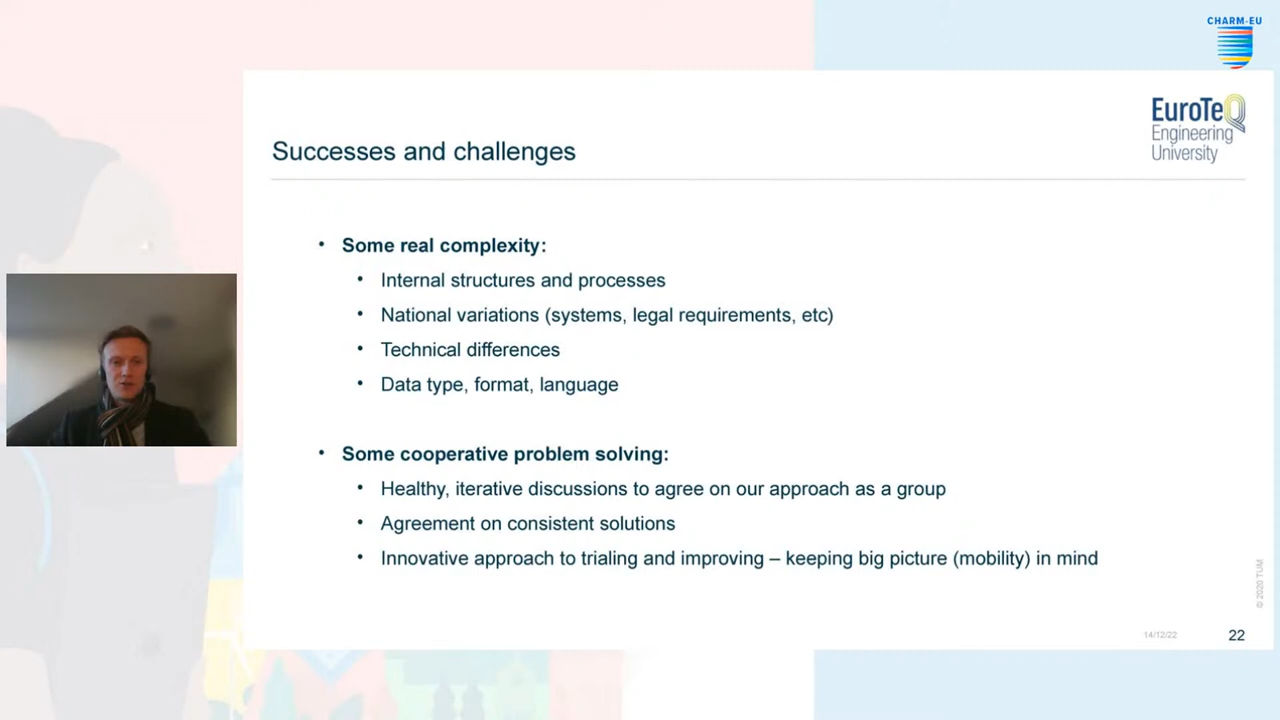 CHARM-EU
EuroTeQ
Engineering
University
Successes and challenges
• Some real complexity:
• Internal structures and processes
• National variations (systems, legal requirements, etc)
• Technical differences
• Data type, format, language
• Some cooperative problem solving:
• Healthy, iterative discussions to agree on our approach as a group
• Agreement on consistent solutions
• Innovative approach to trialing and improving – keeping big picture (mobility) in mind
© 2020 TUM
14/12/22
22